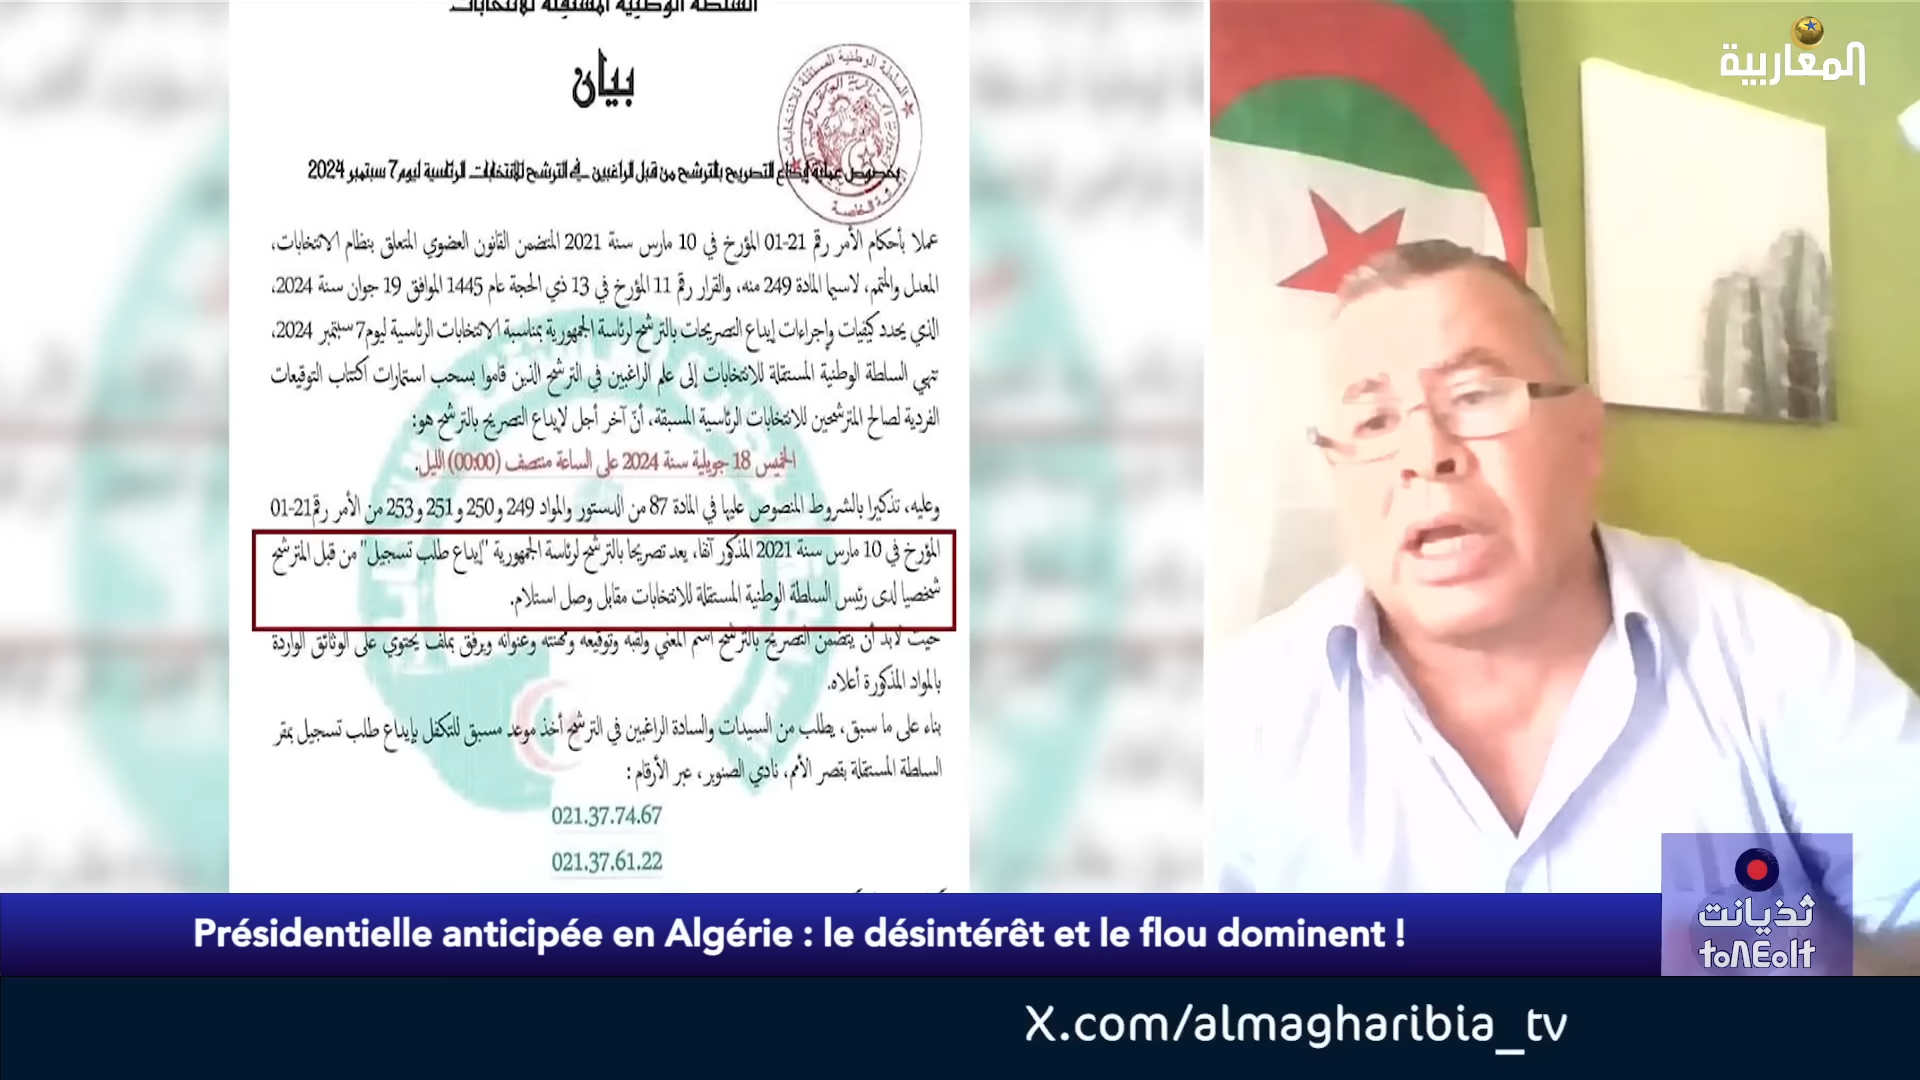 السلطة الوطنية المستقلة للانتخابات
بيان
بخصوص عملية إيداع التصريح بالترشح من قبل الراغبين في الترشح للانتخابات الرئاسية ليوم 7 سبتمبر 2024
عملا بأحكام الأمر رقم 21-01 المؤرخ في 10 مارس سنة 2021 المتضمن القانون العضوي المتعلق بنظام الانتخابات،
المعدل والمتمم، لاسيما المادة 249 منه، والقرار رقم 11 المؤرخ في 13 ذي الحجة عام 1445 الموافق 19 جوان سنة 2024،
الذي يحدد كيفيات وإجراءات إيداع التصريحات بالترشح لرئاسة الجمهورية بمناسبة الانتخابات الرئاسية ليوم 7 سبتمبر 2024،
تنهي السلطة الوطنية المستقلة للانتخابات إلى علم الراغبين في الترشح الذين قاموا بسحب استمارات اكتتاب التوقيعات
الفردية لصالح المترشحين للانتخابات الرئاسية المسبقة، أنّ آخر أجل لإيداع التصريح بالترشح هو:
الخميس 18 جويلية سنة 2024 على الساعة منتصف (00:00) الليل.
وعليه، تذكيرا بالشروط المنصوص عليها في المادة 87 من الدستور والمواد 249 و250 و251 و253 من الأمر رقم 21-01
المؤرخ في 10 مارس سنة 2021 المذكور آنفا، يعد تصريحا بالترشح لرئاسة الجمهورية "إيداع طلب تسجيل" من قبل المترشح
شخصيا لدى رئيس السلطة الوطنية المستقلة للانتخابات مقابل وصل استلام.
حيث لابد أن يتضمن التصريح بالترشح اسم المعني ولقبه وتوقيعه ومهنته وعنوانه ويرفق بملف يحتوي على الوثائق الواردة
بالمواد المذكورة أعلاه.
بناء على ما سبق، يطلب من السيدات والسادة الراغبين في الترشح أخذ موعد مسبق للتكفل بإيداع طلب تسجيل بمقر
السلطة المستقلة بقصر الأمم، نادي الصنوبر، عبر الأرقام :
021.37.74.67
021.37.61.22
المغاربية
Présidentielle anticipée en Algérie : le désintérêt et le flou dominent !
X.com/almagharibia_tv